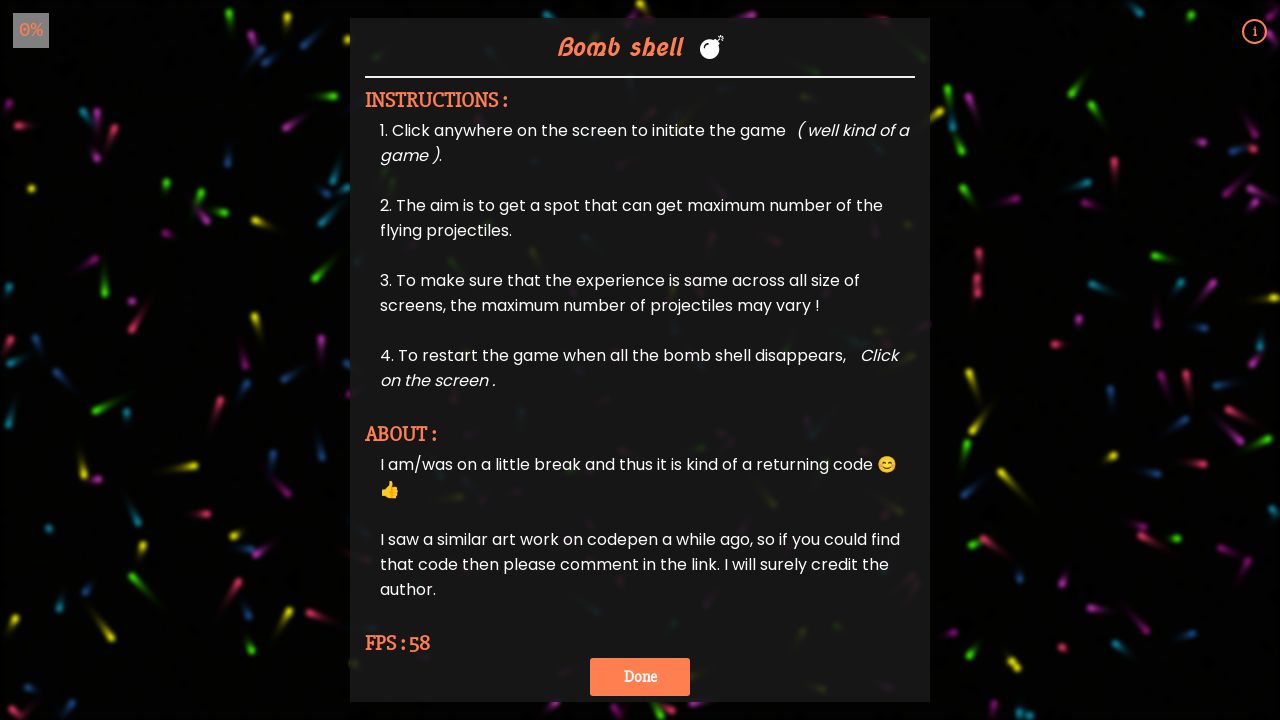 0%
i
Bomb shell 💣
INSTRUCTIONS :
1. Click anywhere on the screen to initiate the game ( well kind of a
game ).
2. The aim is to get a spot that can get maximum number of the
flying projectiles.
3. To make sure that the experience is same across all size of
screens, the maximum number of projectiles may vary !
4. To restart the game when all the bomb shell disappears, Click
on the screen .
ABOUT :
I am/was on a little break and thus it is kind of a returning code 😊
👍
I saw a similar art work on codepen a while ago, so if you could find
that code then please comment in the link. I will surely credit the
author.
FPS : 58
Done